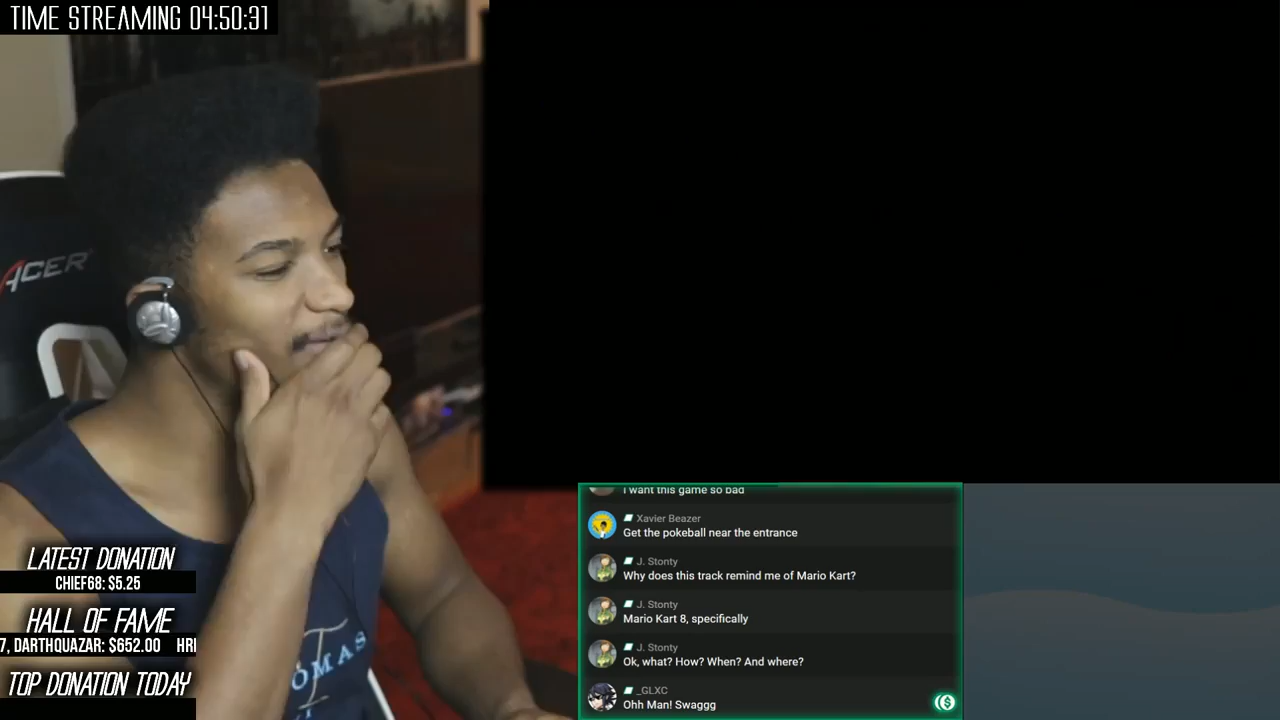 TIME STREAMING 04:50:31
ACER
I want this game so bad
Xavier Beazer
Get the pokeball near the entrance
J. Stonty
Why does this track remind me of Mario Kart?
J. Stonty
Mario Kart 8, specifically
J. Stonty
Ok, what? How? When? And where?
_GLXC
Ohh Man! Swaggg
LATEST DONATION
CHIEF68: $5.25
HALL OF FAME
7, DARTHQUAZAR: $652.00 HRI
TOP DONATION TODAY
OMAS